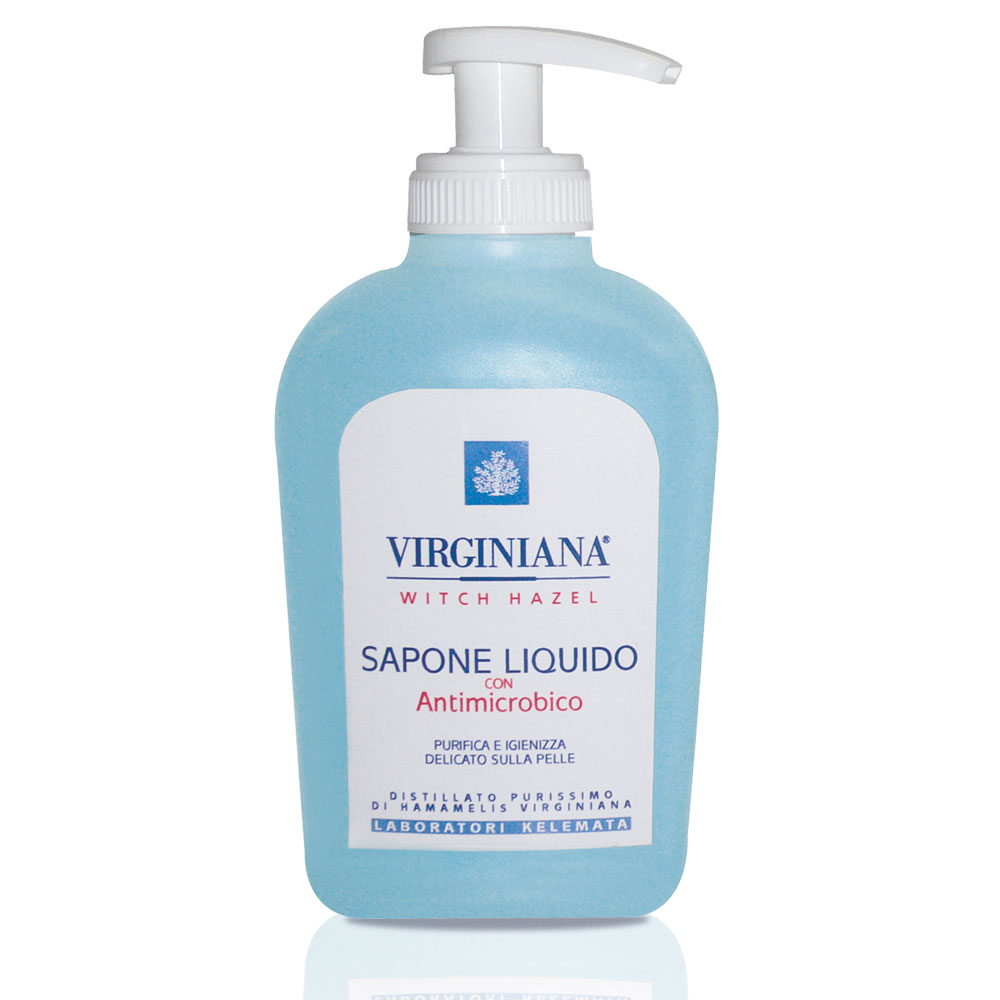 VIRGINIANA®
WITCH HAZEL
SAPONE LIQUIDO
CON
Antimicrobico
PURIFICA E IGIENIZZA
DELICATO SULLA PELLE
DISTILLATO PURISSIMO
DI HAMAMELIS VIRGINIANA
LABORATORI KELEMATA